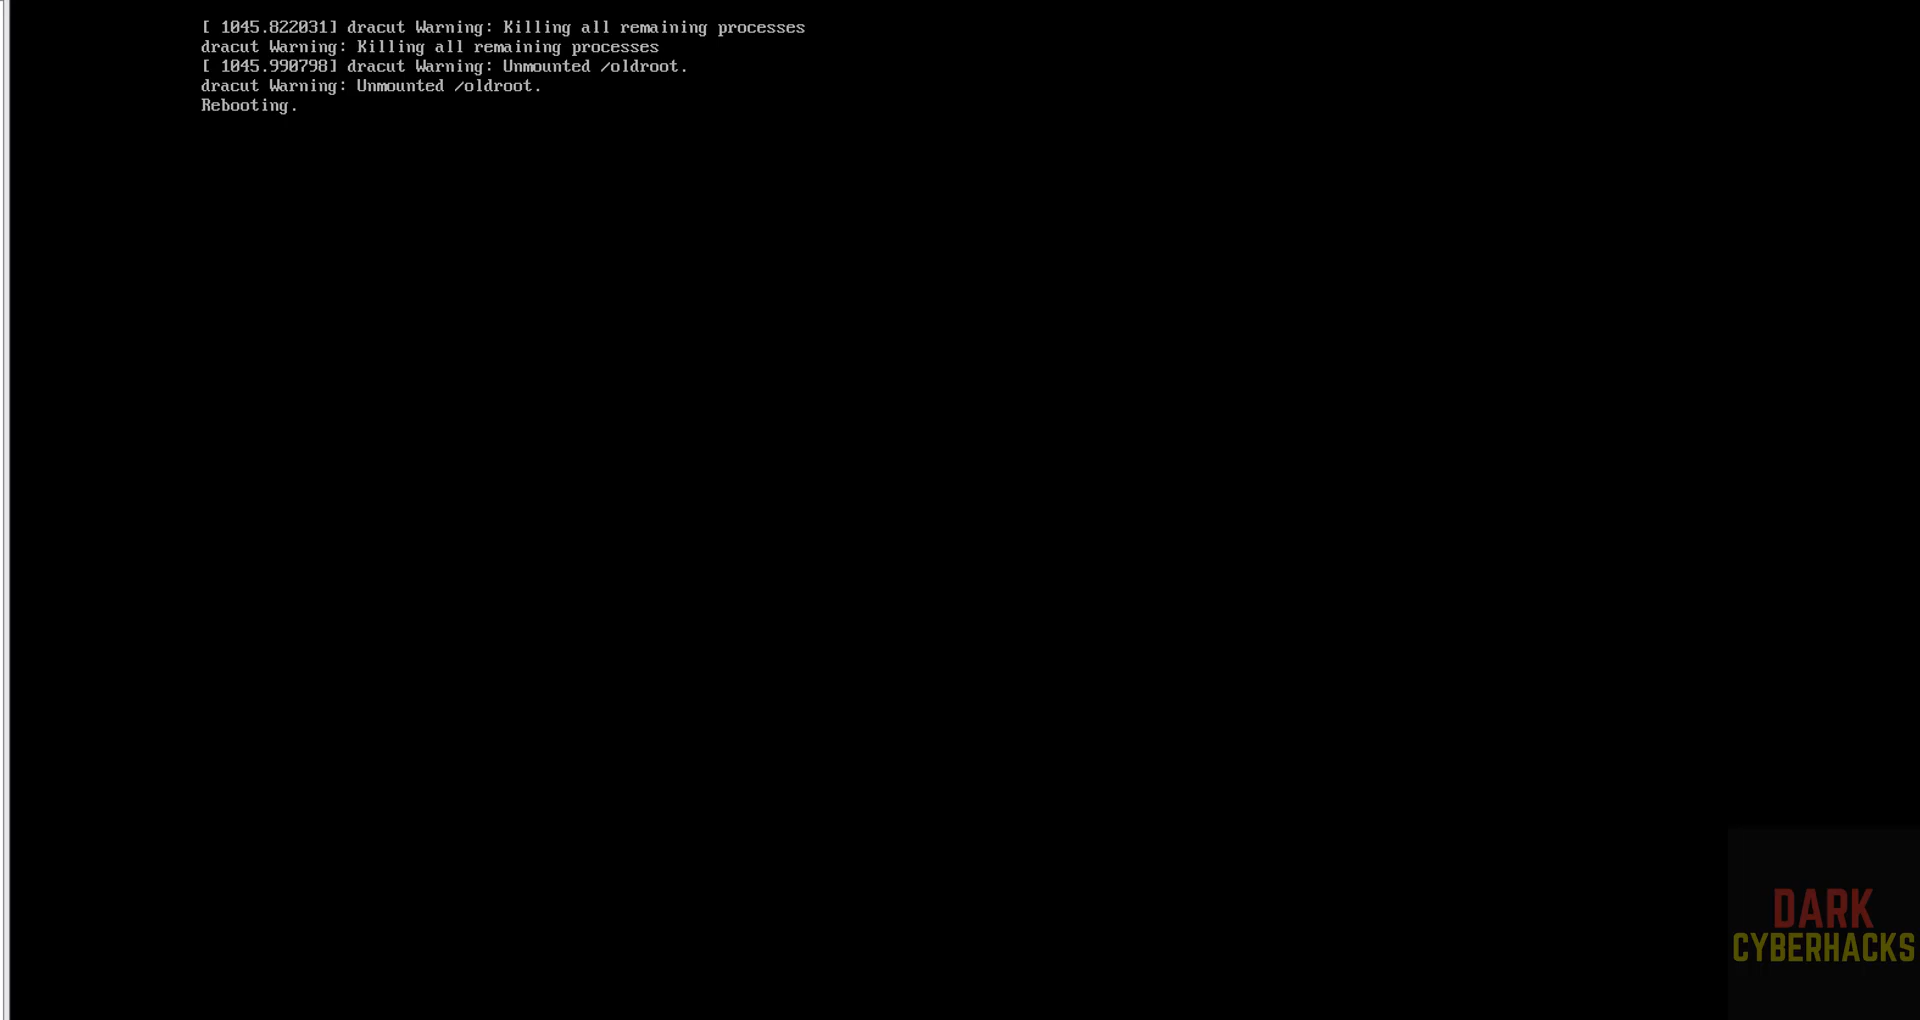 [ 1045.822031] dracut Warning: Killing all remaining processes
dracut Warning: Killing all remaining processes
[ 1045.990798] dracut Warning: Unmounted /oldroot.
dracut Warning: Unmounted /oldroot.
Rebooting.
DARK
CYBERHACKS